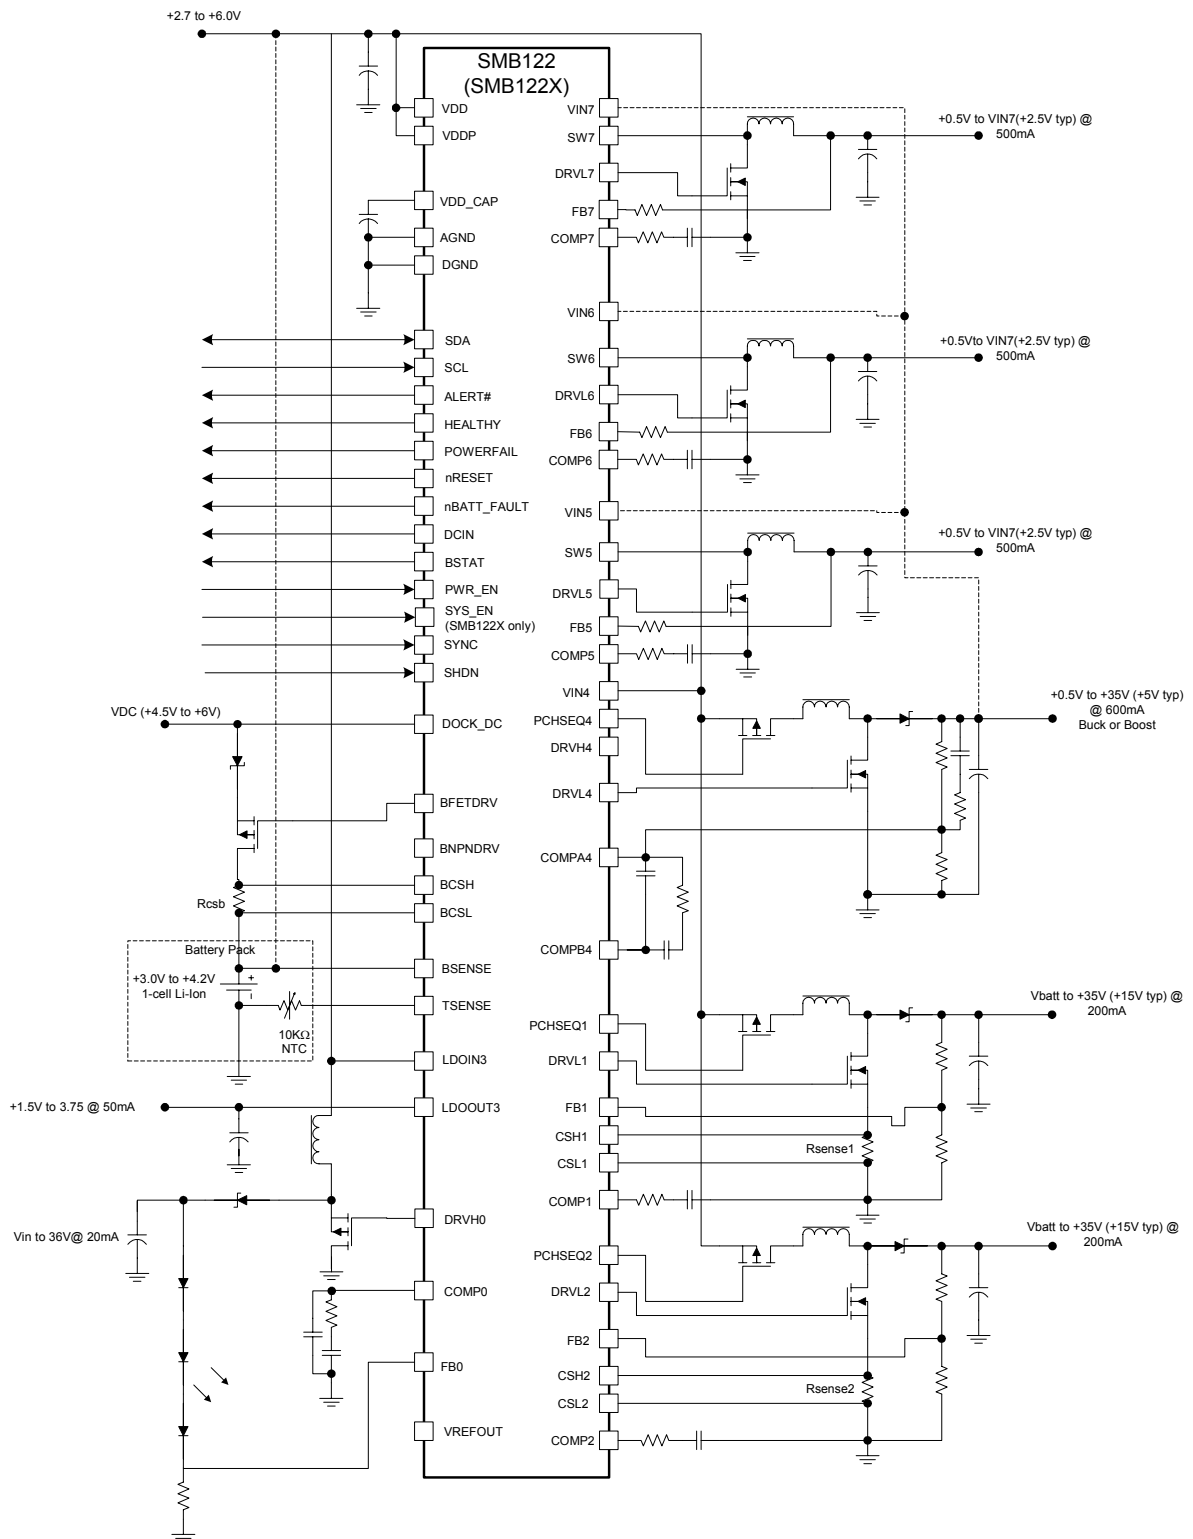 +2.7 to +6.0V
SMB122
(SMB122X)
VDD
VDDP
VDD_CAP
AGND
DGND
SDA
SCL
ALERT#
HEALTHY
POWERFAIL
nRESET
nBATT_FAULT
DCIN
BSTAT
PWR_EN
SYS_EN
(SMB122X only)
SYNC
SHDN
VDC (+4.5V to +6V)
DOCK_DC
BFETDRV
BNPNDRV
BCSH
Rcsb
BCSL
Battery Pack
BSENSE
+3.0V to +4.2V
1-cell Li-Ion
+
-
TSENSE
10KΩ
NTC
LDOIN3
+1.5V to 3.75 @ 50mA
LDOOUT3
DRVH0
Vin to 36V@ 20mA
COMP0
FB0
VREFOUT
VIN7
SW7
DRVL7
FB7
COMP7
+0.5V to VIN7(+2.5V typ) @
500mA
VIN6
SW6
DRVL6
FB6
COMP6
+0.5Vto VIN7(+2.5V typ) @
500mA
VIN5
SW5
DRVL5
FB5
COMP5
+0.5V to VIN7(+2.5V typ) @
500mA
VIN4
PCHSEQ4
DRVH4
DRVL4
COMPA4
COMPB4
+0.5V to +35V (+5V typ)
@ 600mA
Buck or Boost
PCHSEQ1
DRVL1
FB1
CSH1
Rsense1
CSL1
COMP1
Vbatt to +35V (+15V typ) @
200mA
PCHSEQ2
DRVL2
FB2
CSH2
Rsense2
CSL2
COMP2
Vbatt to +35V (+15V typ) @
200mA